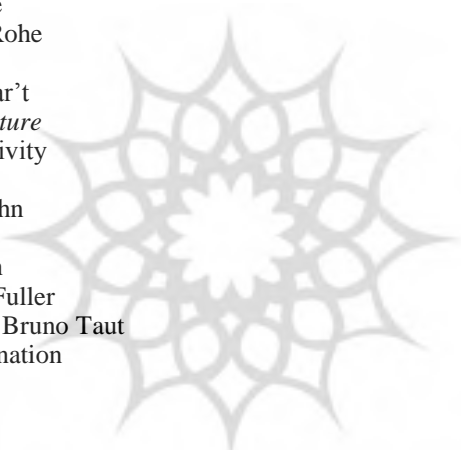 Rohe
ar't
ture
ivity
hn
n
Fuller
Bruno Taut
nation